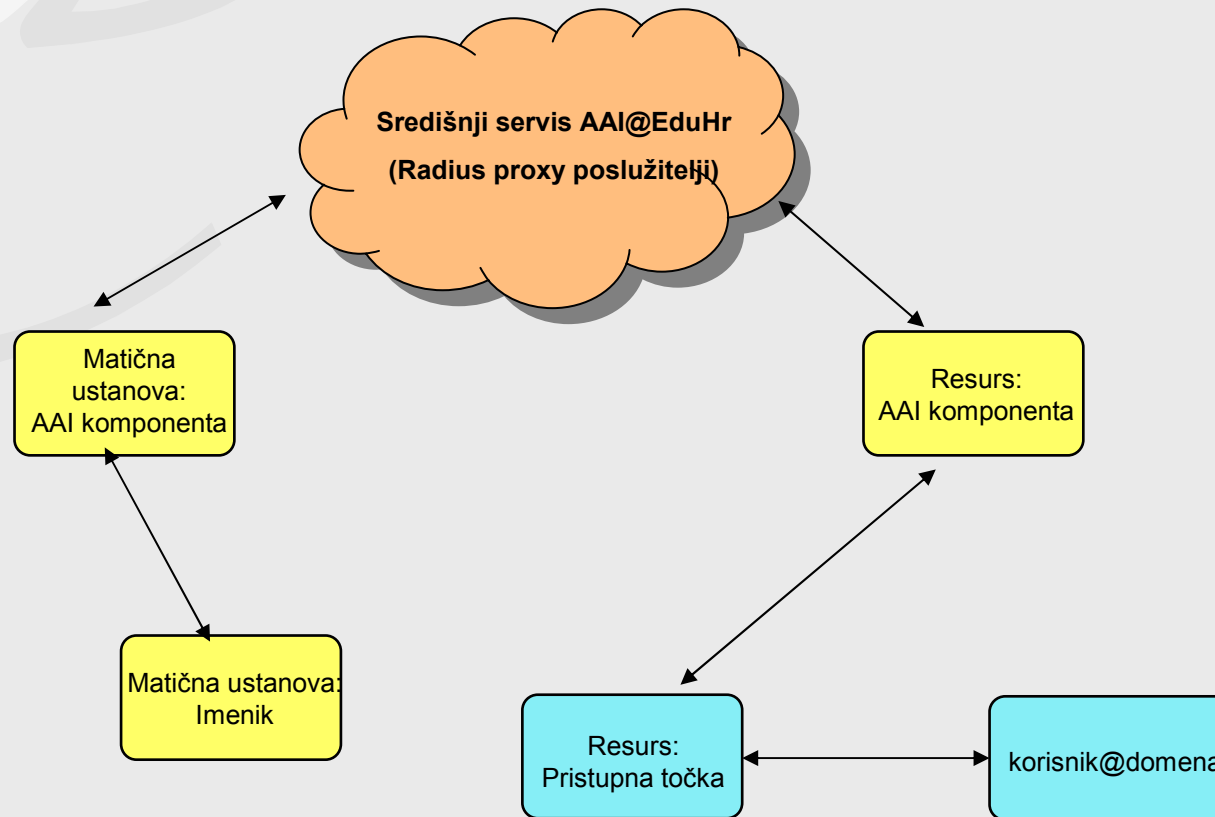 Središnji servis AAI@EduHr
(Radius proxy poslužitelji)
Matična
ustanova:
AAI komponenta
Resurs:
AAI komponenta
Matična ustanova:
Imenik
Resurs:
Pristupna točka
korisnik@domena